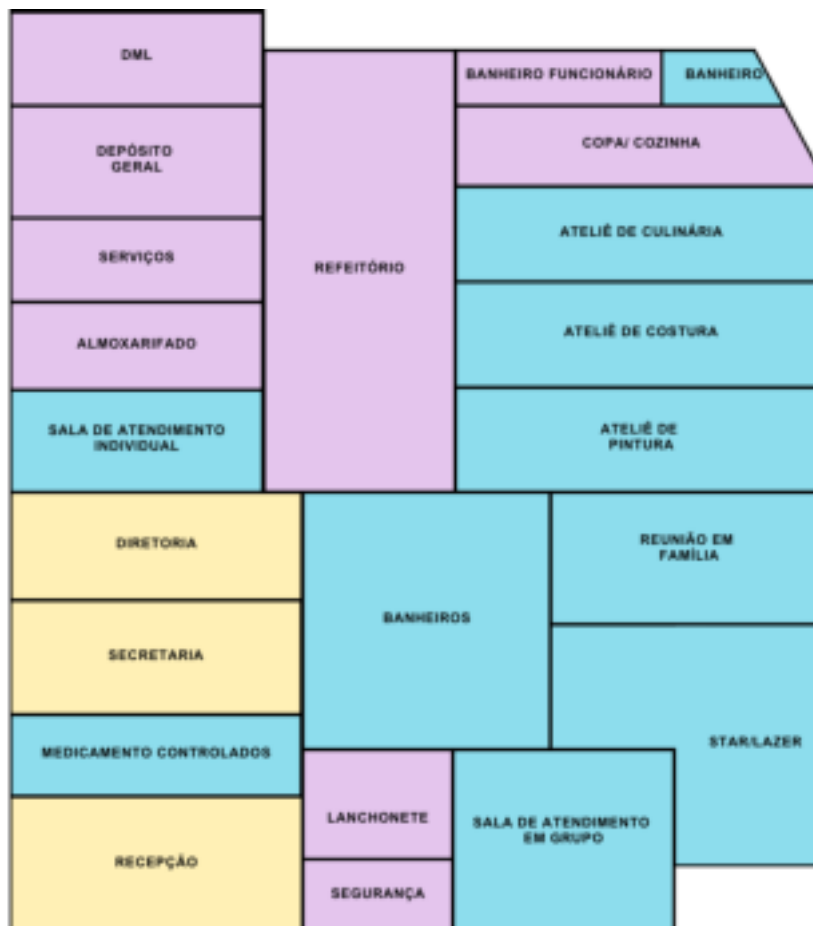 DML
DEPÓSITO
GERAL
SERVIÇOS
ALMOXARIFADO
SALA DE ATENDIMENTO
INDIVIDUAL
REFEITÓRIO
BANHEIRO FUNCIONÁRIO
BANHEIRO
COPA/ COZINHA
ATELIÊ DE CULINÁRIA
ATELIÊ DE COSTURA
ATELIÊ DE
PINTURA
DIRETORIA
SECRETARIA
MEDICAMENTO CONTROLADOS
RECEPÇÃO
BANHEIROS
REUNIÃO EM
FAMÍLIA
STAR/LAZER
LANCHONETE
SEGURANÇA
SALA DE ATENDIMENTO
EM GRUPO